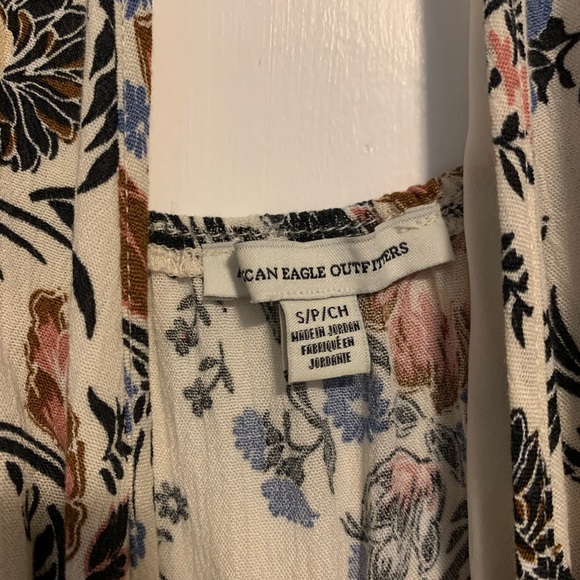 CAN EAGLE OUTFITTERS
S/P/CH
MADE IN JORDAN
FABRIQUÉ EN
JORDANIE